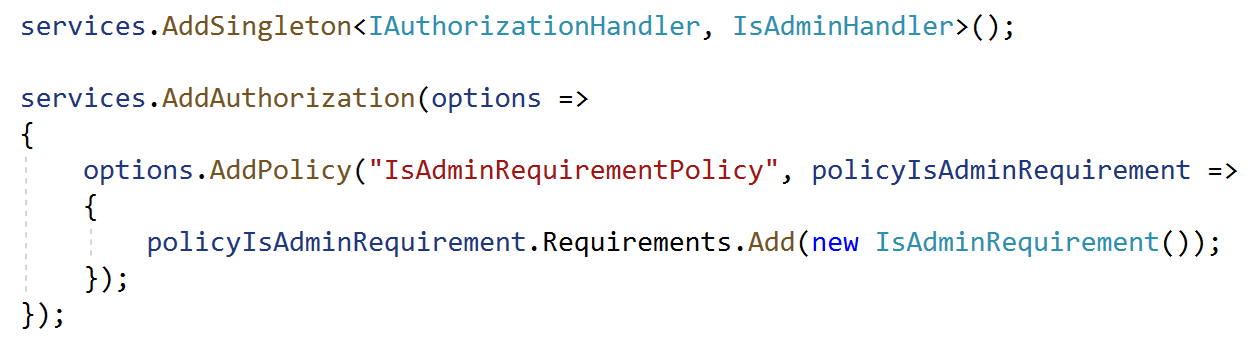 services.AddSingleton<IAuthorizationHandler, IsAdminHandler>();
services.AddAuthorization(options =>
{
    options.AddPolicy("IsAdminRequirementPolicy", policyIsAdminRequirement =>
    {
        policyIsAdminRequirement.Requirements.Add(new IsAdminRequirement());
    });
});